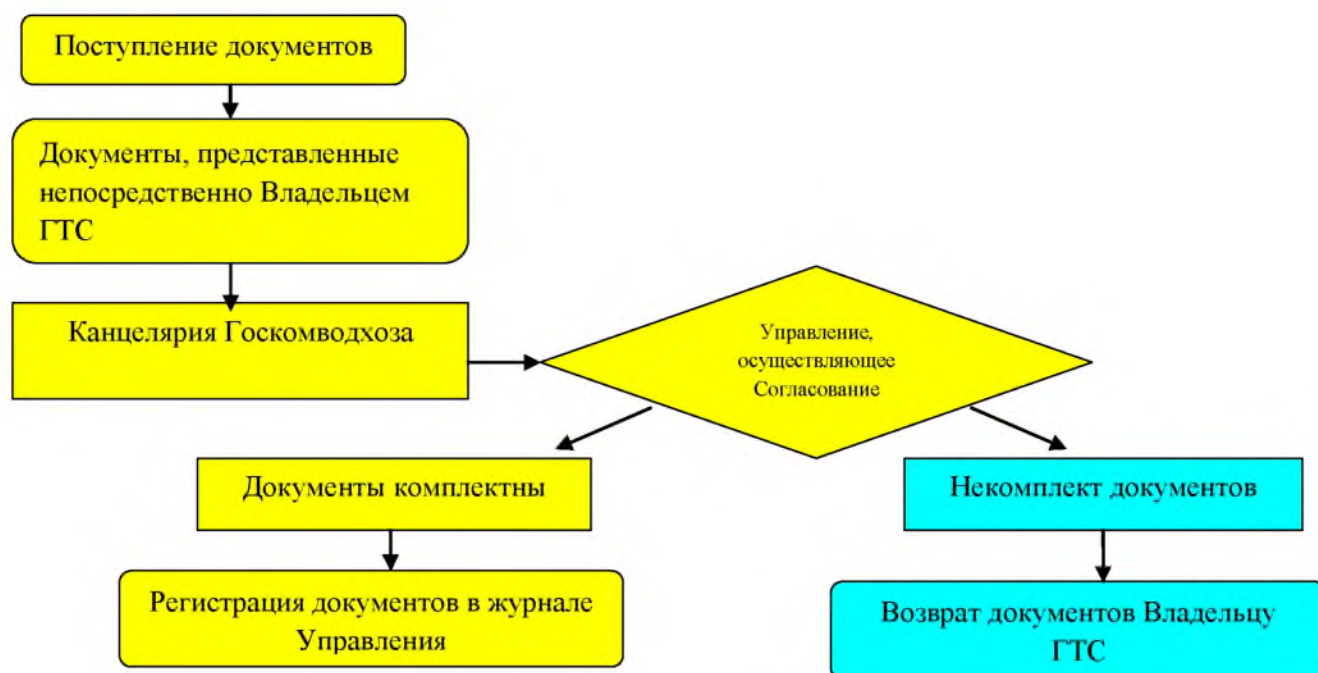 Поступление документов
Документы, представленные
непосредственно Владельцем
ГТС
Канцелярия Госкомводхоза
Управление,
осуществляющее
Согласование
Документы комплектны
Некомплект документов
Регистрация документов в журнале
Управления
Возврат документов Владельцу
ГТС